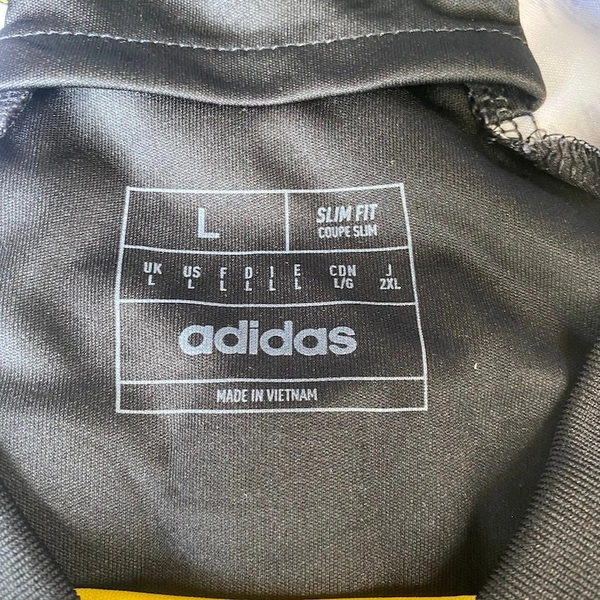 L
SLIM FIT
COUPE SLIM
UK US F D I E CDN J
L L L L L L L/G 2XL
adidas
MADE IN VIETNAM